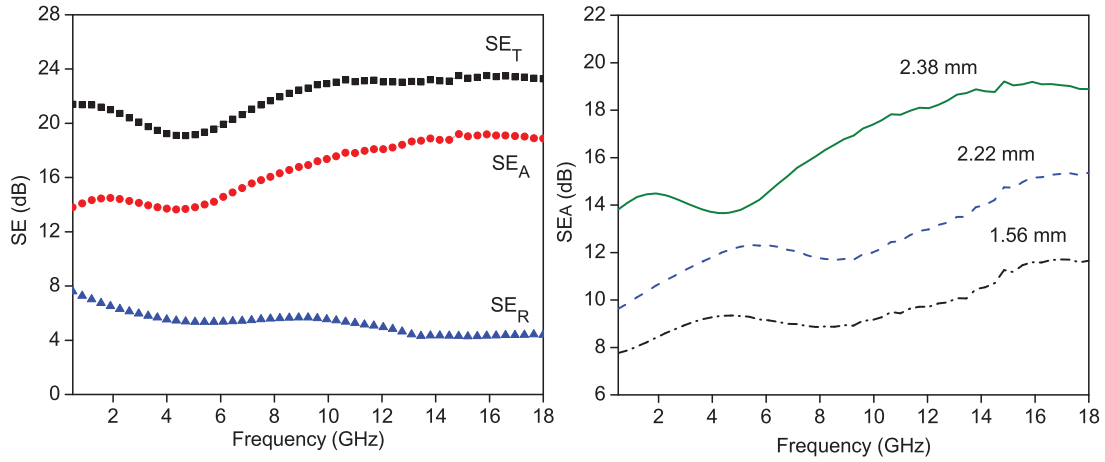 28
24
20
16
12
8
4
0
SE (dB)
SE_T
SE_A
SE_R
2 4 6 8 10 12 14 16 18
Frequency (GHz)
22
20
18
16
14
12
10
8
6
SEA (dB)
2.38 mm
2.22 mm
1.56 mm
2 4 6 8 10 12 14 16 18
Frequency (GHz)